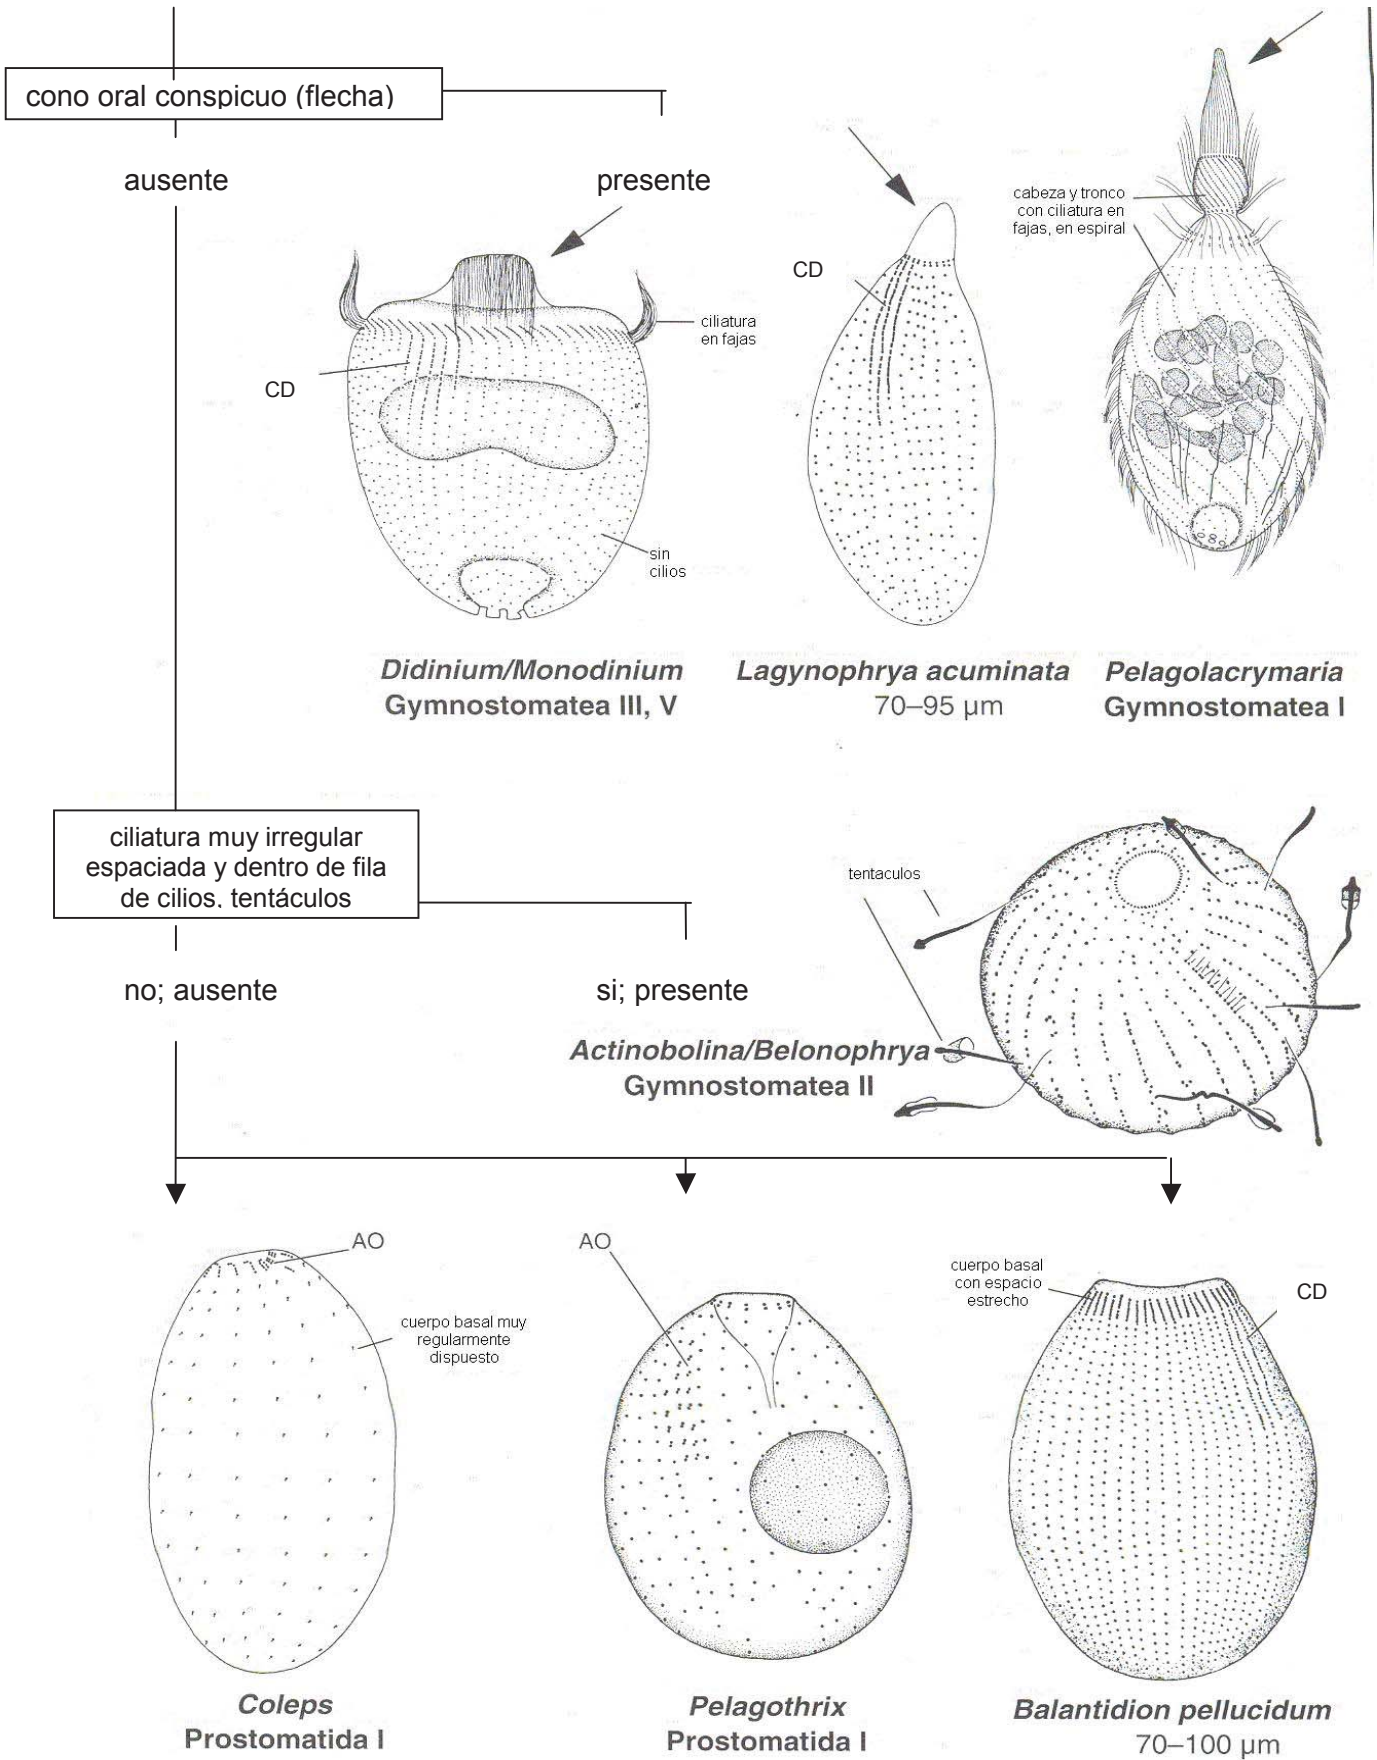 cono oral conspicuo (flecha)
ausente
presente
cabeza y tronco
con ciliatura en
fajas, en espiral
CD
ciliatura
en fajas
CD
sin
cilios
Didinium/Monodinium
Gymnostomatea III, V
Lagynophrya acuminata
70–95 µm
Pelagolacrymaria
Gymnostomatea I
ciliatura muy irregular
espaciada y dentro de fila
de cilios. tentáculos
tentaculos
no; ausente
si; presente
Actinobolina/Belonophrya
Gymnostomatea II
AO
cuerpo basal muy
regularmente
dispuesto
AO
cuerpo basal
con espacio
estrecho
CD
Coleps
Prostomatida I
Pelagothrix
Prostomatida I
Balantidion pellucidum
70–100 µm